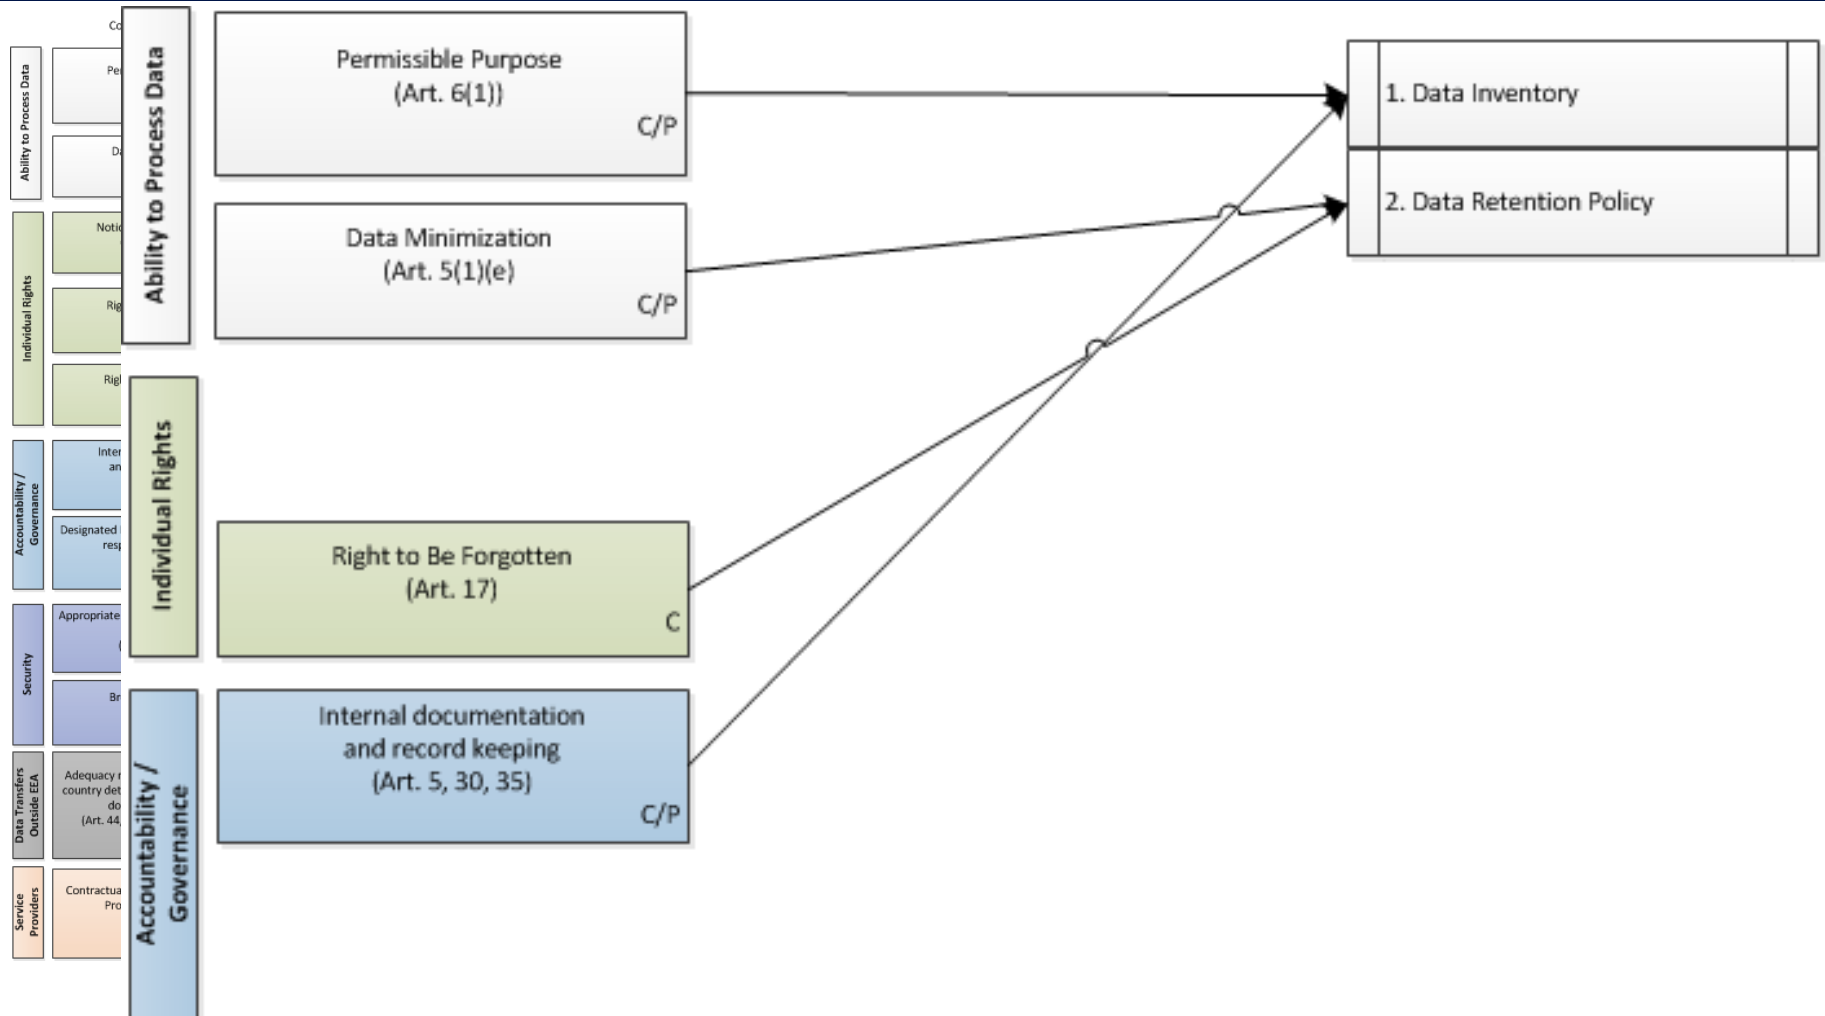 Ability to Process Data
Individual Rights
Accountability /
Governance
Designated
Security
Appropriate
Data Transfers
Outside EEA
Adequacy
(Art. 44,
Service
Providers
Ability to Process Data
Permissible Purpose
(Art. 6(1))
C/P
Data Minimization
(Art. 5(1)(e)
C/P
Individual Rights
Right to Be Forgotten
(Art. 17)
C
Accountability /
Governance
Internal documentation
and record keeping
(Art. 5, 30, 35)
C/P
1. Data Inventory
2. Data Retention Policy